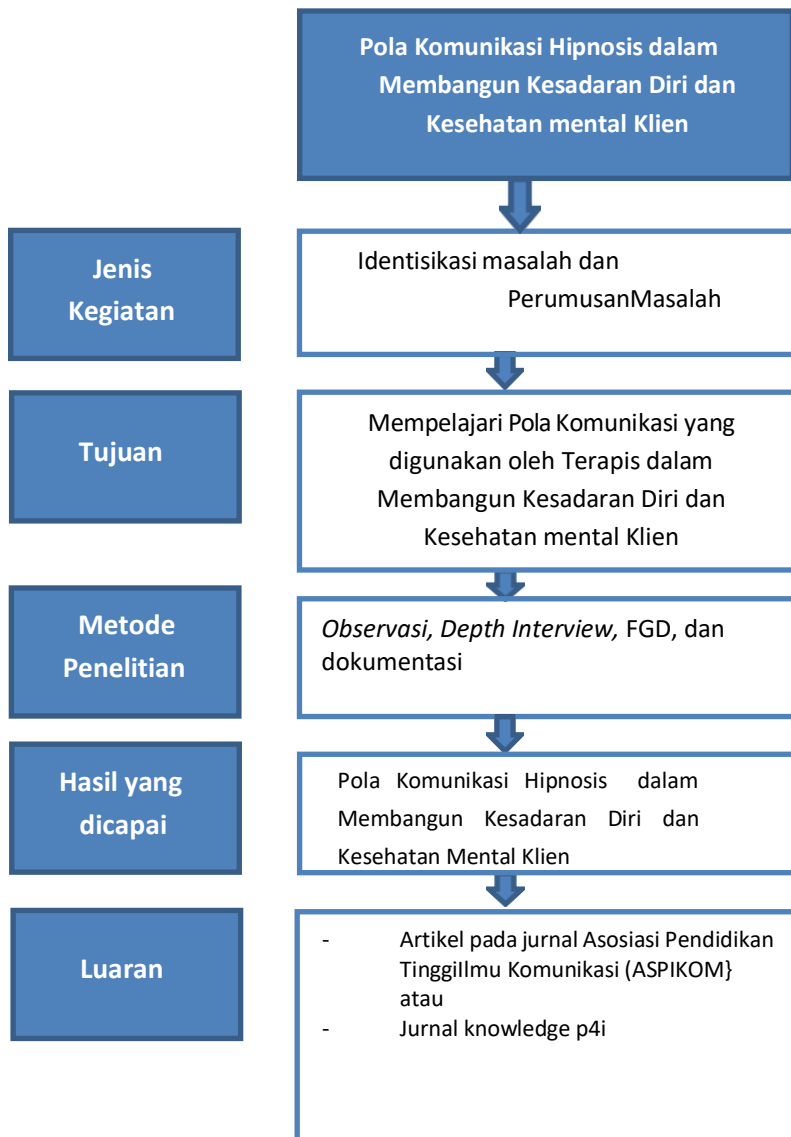 Pola Komunikasi Hipnosis dalam
Membangun Kesadaran Diri dan
Kesehatan mental Klien
Jenis
Kegiatan
Identisikasi masalah dan
PerumusanMasalah
Tujuan
Mempelajari Pola Komunikasi yang
digunakan oleh Terapis dalam
Membangun Kesadaran Diri dan
Kesehatan mental Klien
Metode
Penelitian
Observasi, Depth Interview, FGD, dan
dokumentasi
Hasil yang
dicapai
Pola Komunikasi Hipnosis dalam
Membangun Kesadaran Diri dan
Kesehatan Mental Klien
Luaran
- Artikel pada jurnal Asosiasi Pendidikan
TinggiIlmu Komunikasi (ASPIKOM}
atau
- Jurnal knowledge p4i